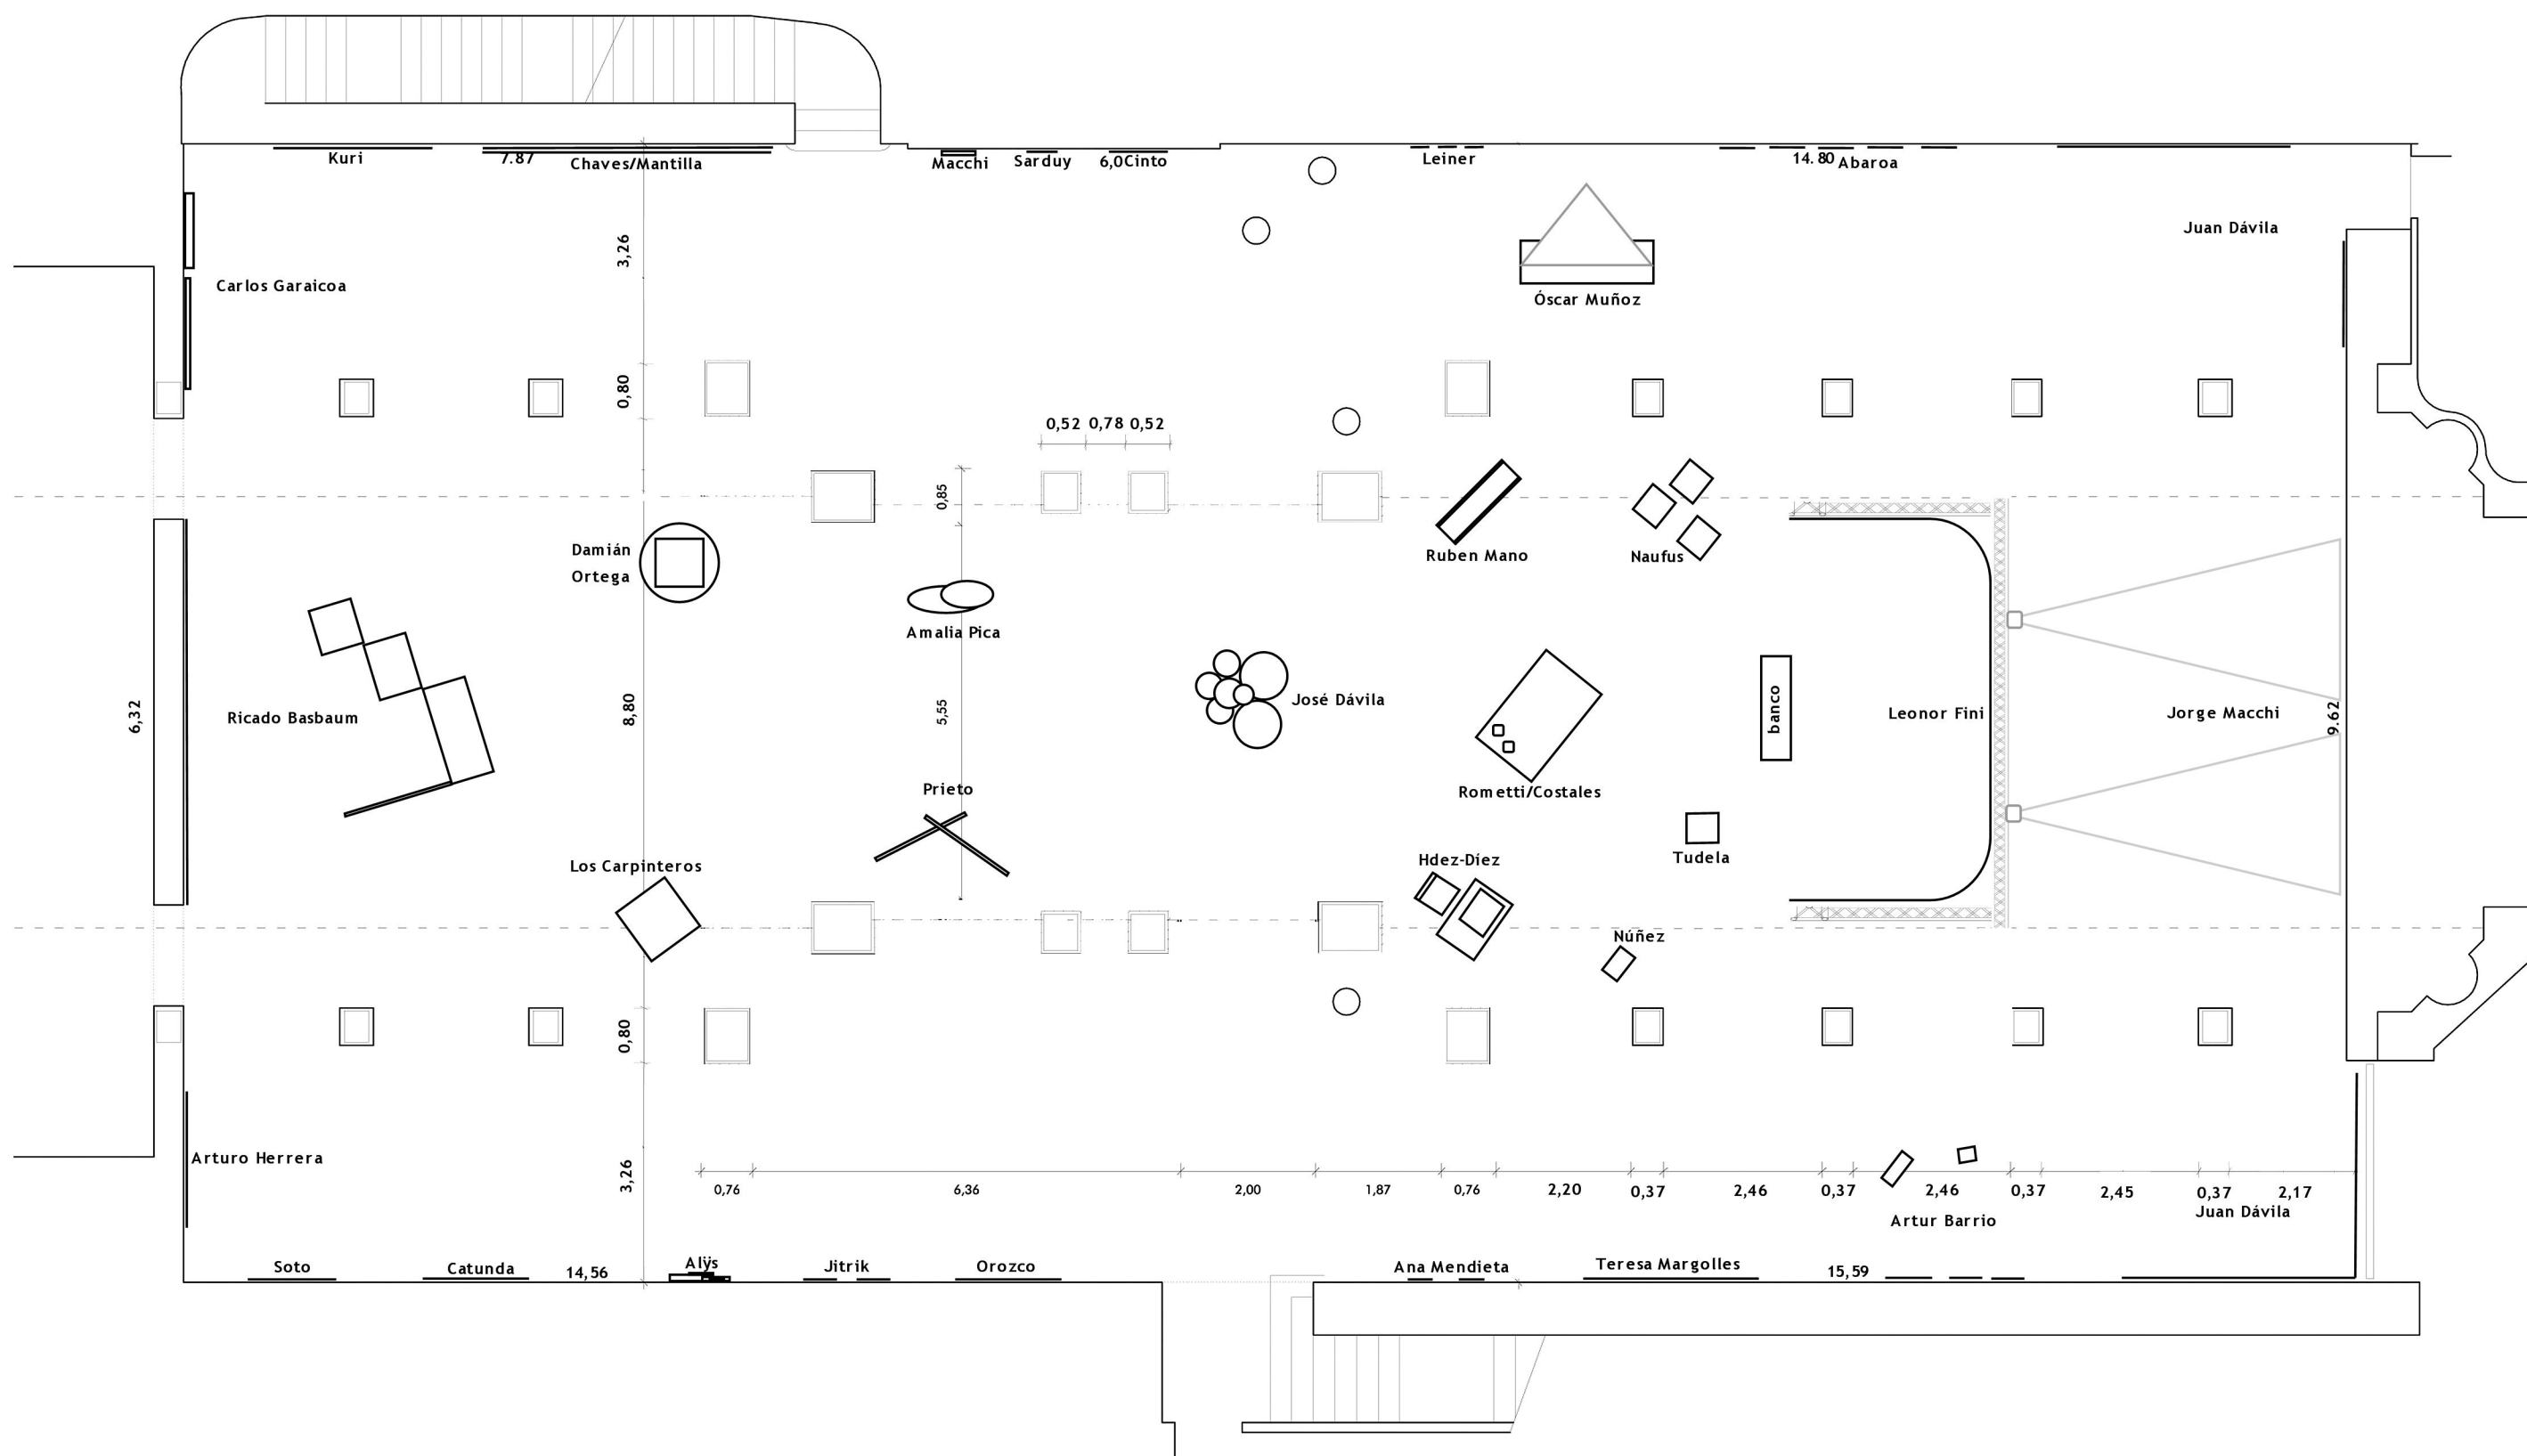 Kuri
7.87
Chaves/Mantilla
Macchi
Sarduy
6,0Cinto
Leiner
14.80 Abaroa
Juan Dávila
3,26
Carlos Garaicoa
Óscar Muñoz
0,80
0,52 0,78 0,52
0,85
Damián
Ortega
Ruben Mano
Naufus
Amalia Pica
6,32
Ricado Basbaum
8,80
5,55
José Dávila
banco
Leonor Fini
Jorge Macchi
9.62
Prieto
Rometti/Costales
Los Carpinteros
Hdez-Díez
Tudela
Núñez
0,80
Arturo Herrera
3,26
0,76
6,36
2,00
1,87
0,76
2,20
0,37
2,46
0,37
2,46
0,37
2,45
0,37
2,17
Artur Barrio
Juan Dávila
Soto
Catunda
14,56
Alÿs
Jitrik
Orozco
Ana Mendieta
Teresa Margolles
15,59